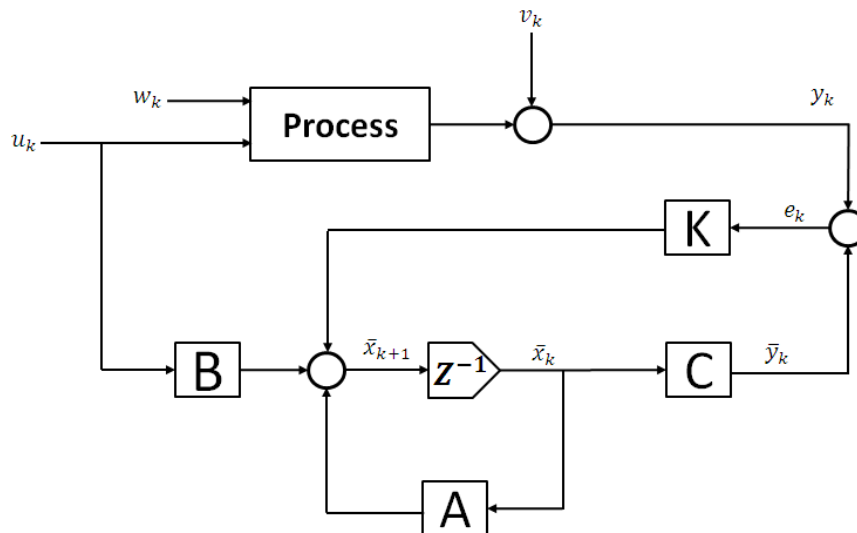 v_k
w_k
y_k
Process
u_k
K
e_k
x̄_{k+1}
x̄_k
ȳ_k
B
Z^{-1}
C
A